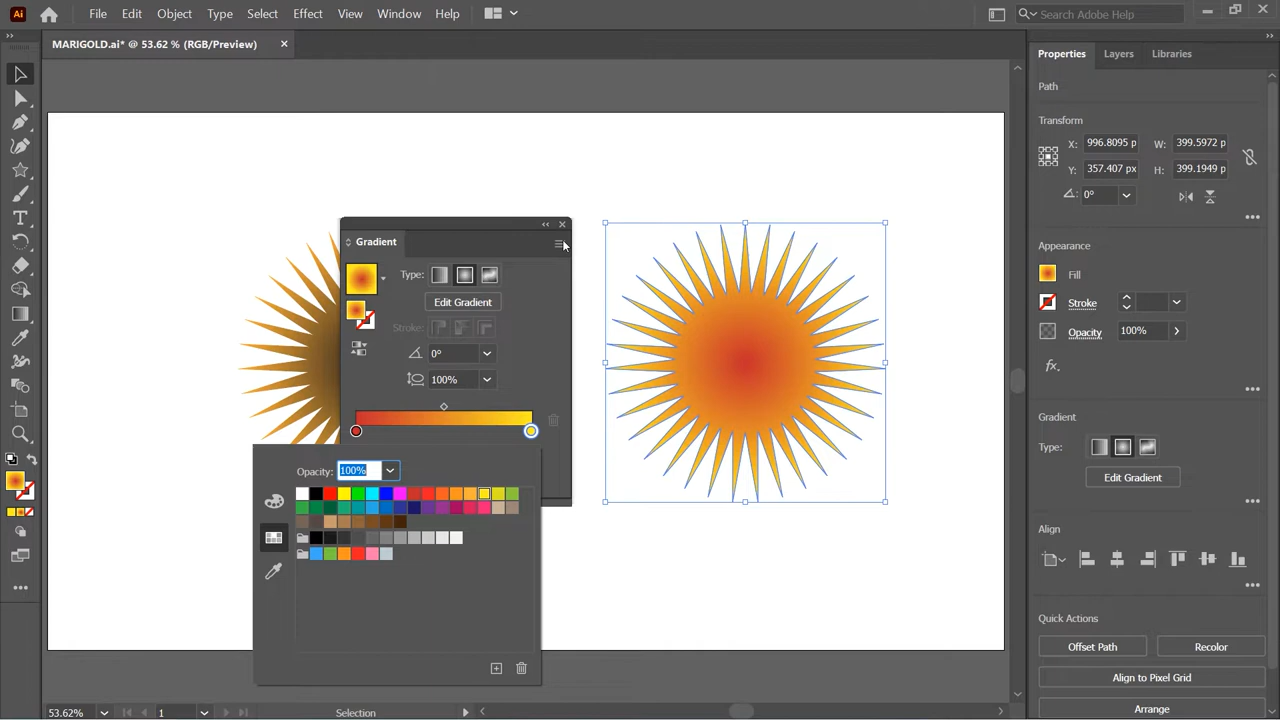 Ai File Edit Object Type Select Effect View Window Help Search Adobe Help
MARIGOLD.ai* @ 53.62 % (RGB/Preview)
Gradient
Type:
Edit Gradient
Stroke:
0°
100%
Opacity: 100%
Properties Layers Libraries
Path
Transform
X: 996.8095 p W: 399.5972 p
Y: 357.407 px H: 399.1949 p
0°
Appearance
Fill
Stroke
Opacity 100%
fx.
Gradient
Type:
Edit Gradient
Align
Quick Actions
Offset Path Recolor
Align to Pixel Grid
Arrange
53.62% 1 Selection